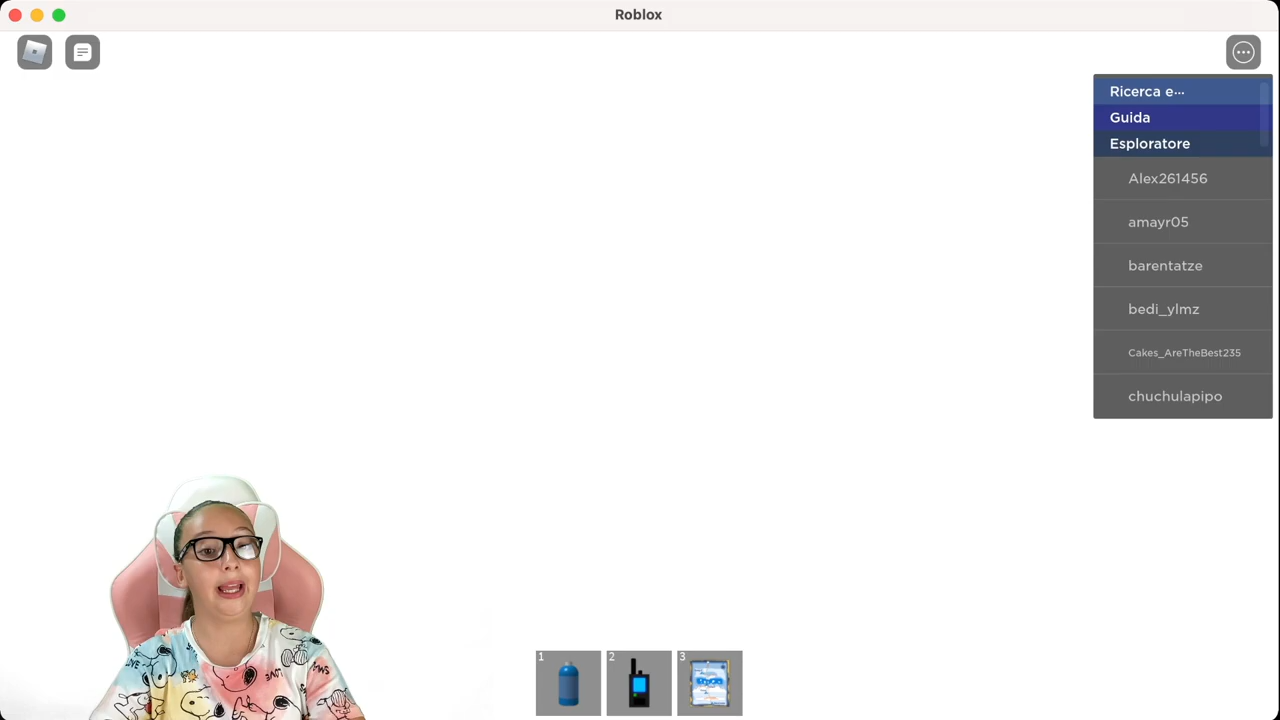 Roblox
Ricerca e...
Guida
Esploratore
Alex261456
amayr05
barentatze
bedi_ylmz
Cakes_AreTheBest235
chuchulapipo
1
2
3